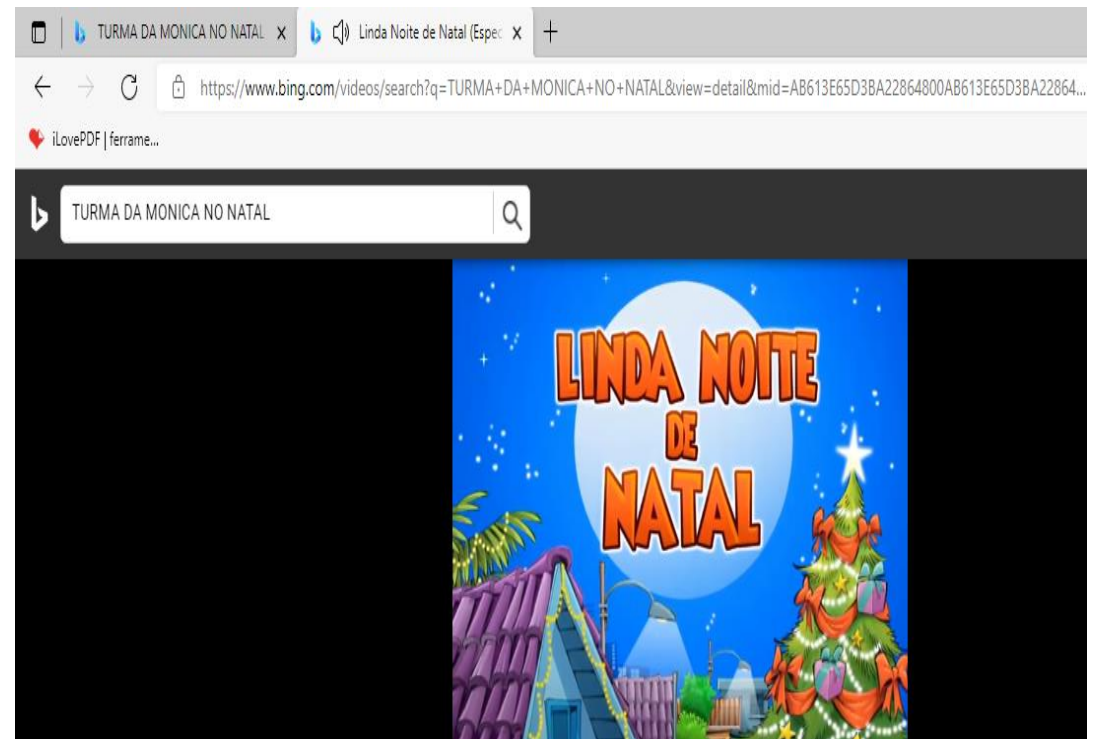 TURMA DA MONICA NO NATAL
Linda Noite de Natal (Espec
https://www.bing.com/videos/search?q=TURMA+DA+MONICA+NO+NATAL&view=detail&mid=AB613E65D3BA22864800AB613E65D3BA22864...
iLovePDF | ferrame...
TURMA DA MONICA NO NATAL
LINDA NOITE
DE
NATAL